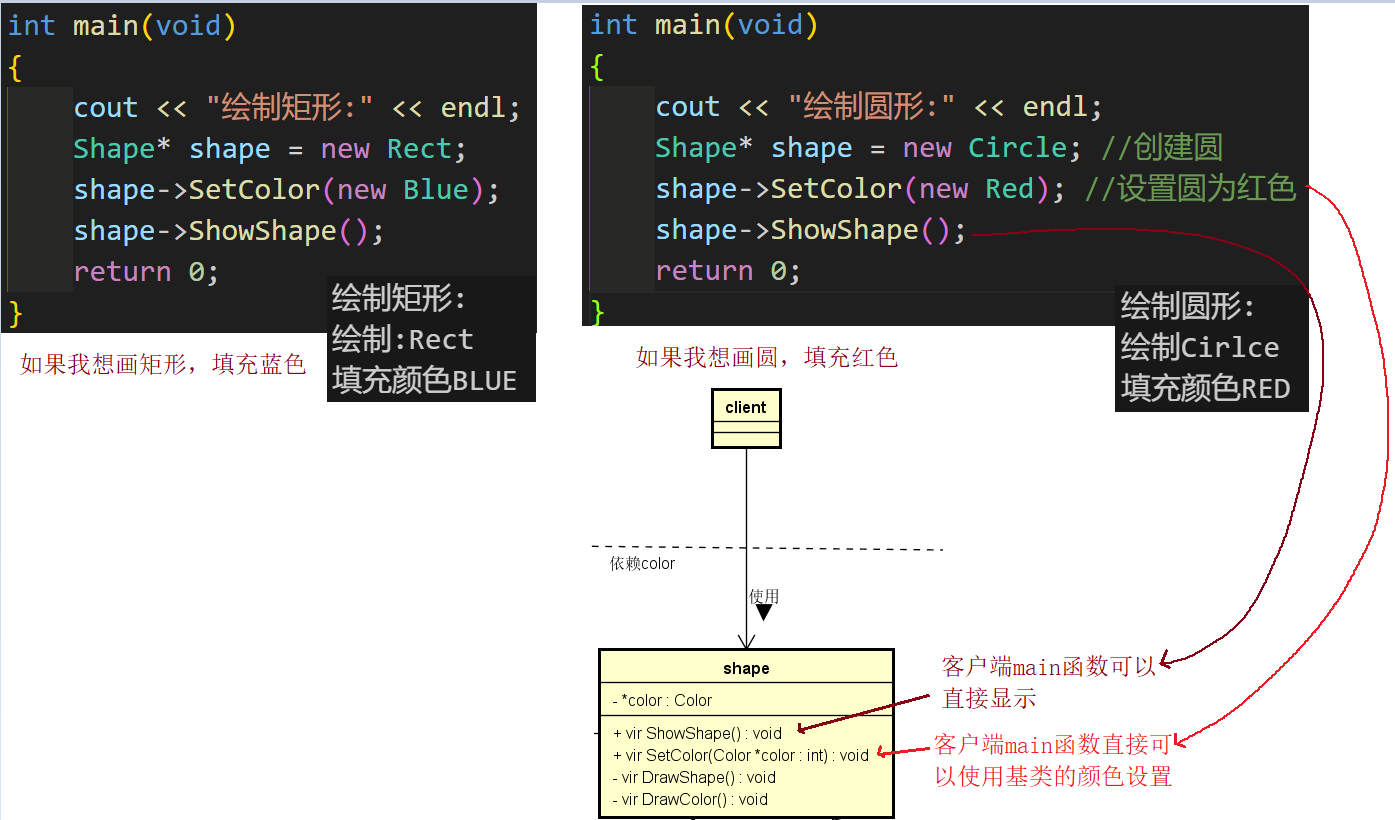 int main(void)
{
cout << "绘制矩形:" << endl;
Shape* shape = new Rect;
shape->SetColor(new Blue);
shape->ShowShape();
return 0;
}
绘制矩形:
绘制:Rect
填充颜色BLUE
如果我想画矩形，填充蓝色
int main(void)
{
cout << "绘制圆形:" << endl;
Shape* shape = new Circle; //创建圆
shape->SetColor(new Red); //设置圆为红色
shape->ShowShape();
return 0;
}
绘制圆形:
绘制Cirlce
填充颜色RED
如果我想画圆，填充红色
client
依赖color
使用
shape
- *color : Color
+ vir ShowShape() : void
+ vir SetColor(Color *color : int) : void
- vir DrawShape() : void
- vir DrawColor() : void
客户端main函数可以
直接显示
客户端main函数直接可
以使用基类的颜色设置